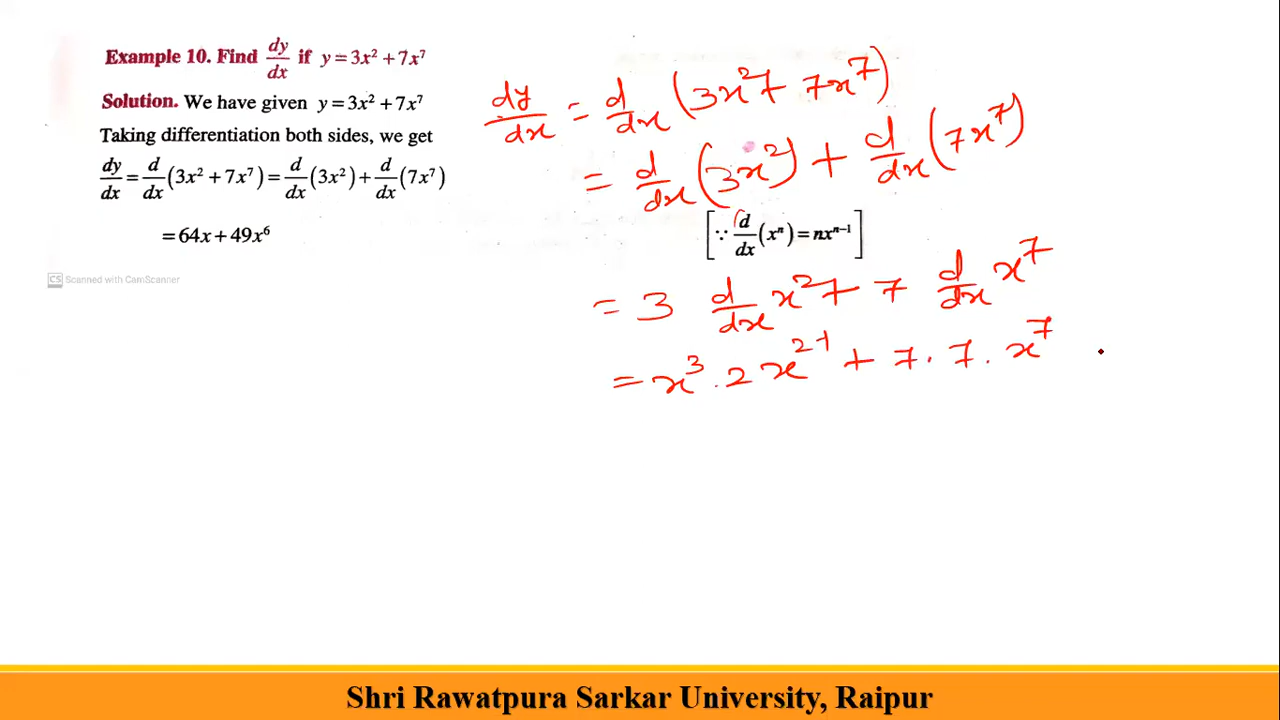 Example 10. Find dy/dx if y = 3x² + 7x⁷
Solution. We have given y = 3x² + 7x⁷
Taking differentiation both sides, we get
dy/dx = d/dx (3x² + 7x⁷) = d/dx (3x²) + d/dx (7x⁷)
= 64x + 49x⁶
CS Scanned with CamScanner
dy/dx = d/dx (3x² + 7x⁷)
= d/dx (3x²) + d/dx (7x⁷)
[∵ d/dx (xⁿ) = nxⁿ⁻¹]
= 3 d/dx x² + 7 d/dx x⁷
= x³ . 2x²⁻¹ + 7 . 7 . x⁷
Shri Rawatpura Sarkar University, Raipur